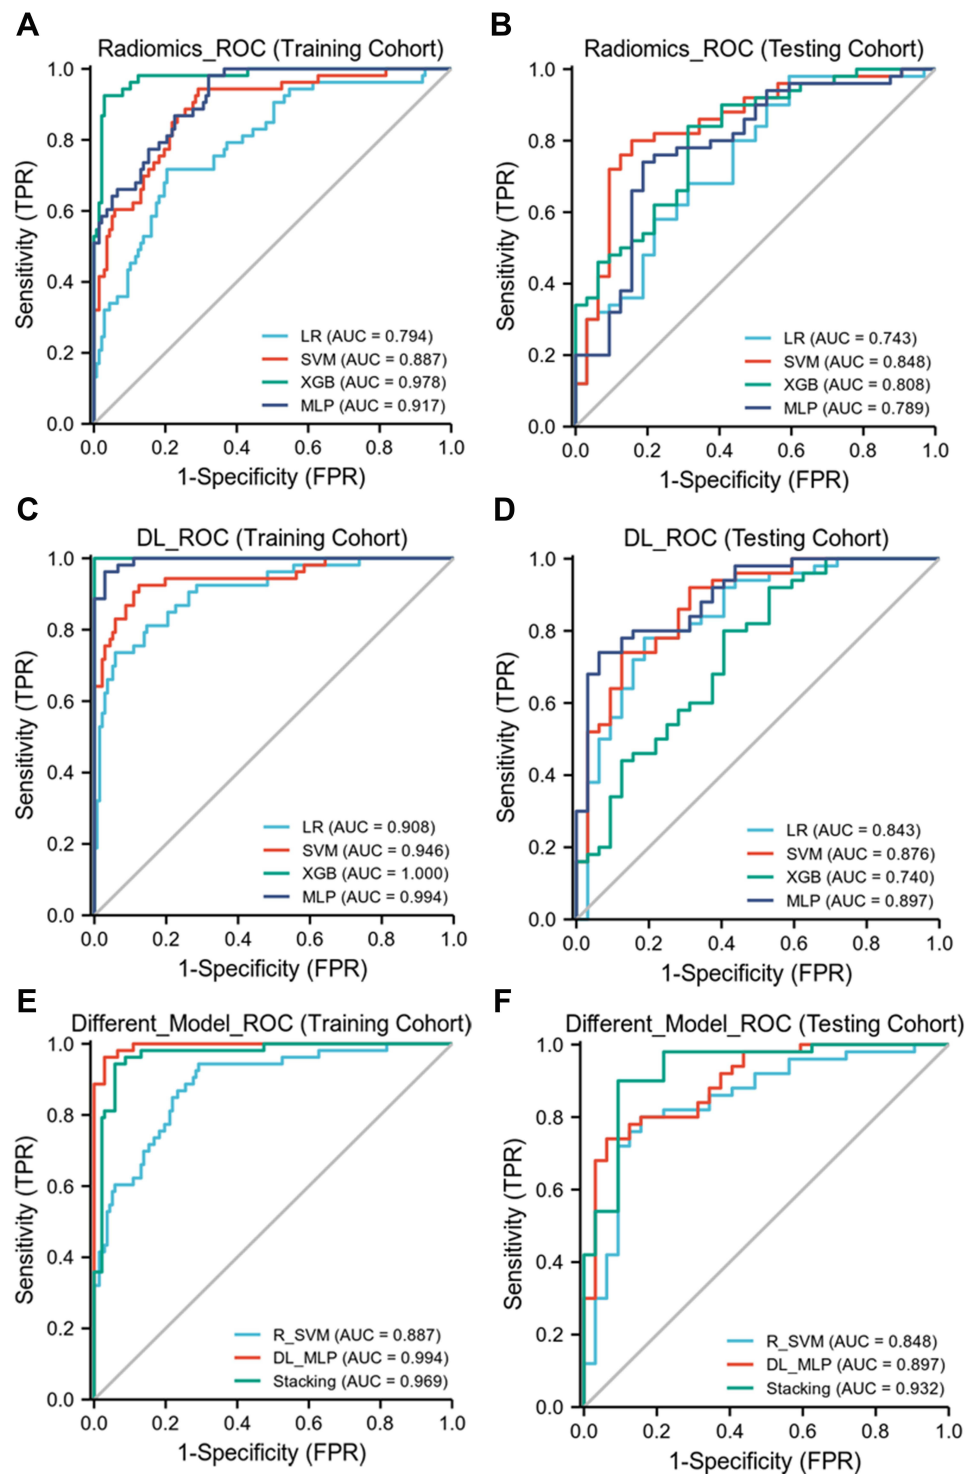 A
Radiomics_ROC (Training Cohort)
1.0
0.8
0.6
0.4
0.2
0.0
Sensitivity (TPR)
LR (AUC = 0.794)
SVM (AUC = 0.887)
XGB (AUC = 0.978)
MLP (AUC = 0.917)
0.0 0.2 0.4 0.6 0.8 1.0
1-Specificity (FPR)
B
Radiomics_ROC (Testing Cohort)
1.0
0.8
0.6
0.4
0.2
0.0
Sensitivity (TPR)
LR (AUC = 0.743)
SVM (AUC = 0.848)
XGB (AUC = 0.808)
MLP (AUC = 0.789)
0.0 0.2 0.4 0.6 0.8 1.0
1-Specificity (FPR)
C
DL_ROC (Training Cohort)
1.0
0.8
0.6
0.4
0.2
0.0
Sensitivity (TPR)
LR (AUC = 0.908)
SVM (AUC = 0.946)
XGB (AUC = 1.000)
MLP (AUC = 0.994)
0.0 0.2 0.4 0.6 0.8 1.0
1-Specificity (FPR)
D
DL_ROC (Testing Cohort)
1.0
0.8
0.6
0.4
0.2
0.0
Sensitivity (TPR)
LR (AUC = 0.843)
SVM (AUC = 0.876)
XGB (AUC = 0.740)
MLP (AUC = 0.897)
0.0 0.2 0.4 0.6 0.8 1.0
1-Specificity (FPR)
E
Different_Model_ROC (Training Cohort)
1.0
0.8
0.6
0.4
0.2
0.0
Sensitivity (TPR)
R_SVM (AUC = 0.887)
DL_MLP (AUC = 0.994)
Stacking (AUC = 0.969)
0.0 0.2 0.4 0.6 0.8 1.0
1-Specificity (FPR)
F
Different_Model_ROC (Testing Cohort)
1.0
0.8
0.6
0.4
0.2
0.0
Sensitivity (TPR)
R_SVM (AUC = 0.848)
DL_MLP (AUC = 0.897)
Stacking (AUC = 0.932)
0.0 0.2 0.4 0.6 0.8 1.0
1-Specificity (FPR)